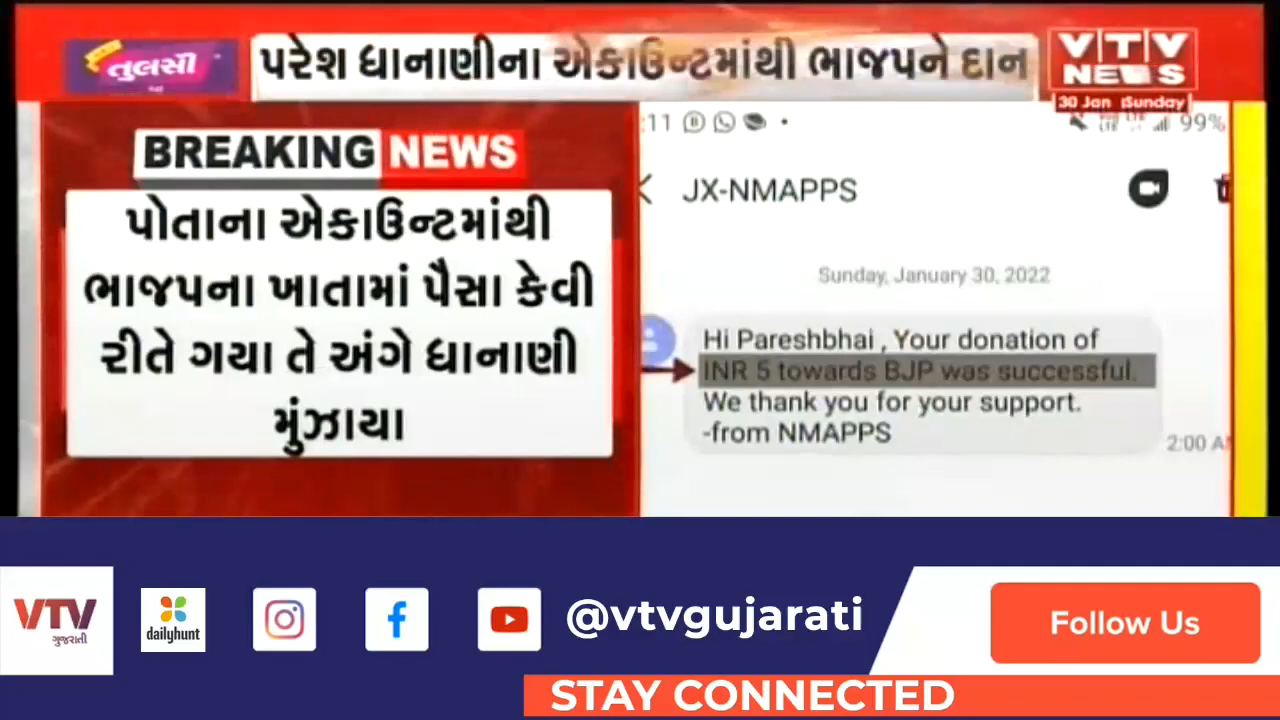 તુલસી
પરેશ ધાનાણીના એકાઉન્ટમાંથી ભાજપને દાન
VTV
NEWS
30 Jan Sunday
BREAKING NEWS
પોતાના એકાઉન્ટમાંથી
ભાજપના ખાતામાં પૈસા કેવી
રીતે ગયા તે અંગે ધાનાણી
મુંઝાયા
:11
99%
JX-NMAPPS
Sunday, January 30, 2022
Hi Pareshbhai , Your donation of
INR 5 towards BJP was successful.
We thank you for your support.
-from NMAPPS
2:00 A
VTV
ગુજરાતી
dailyhunt
@vtvgujarati
Follow Us
STAY CONNECTED